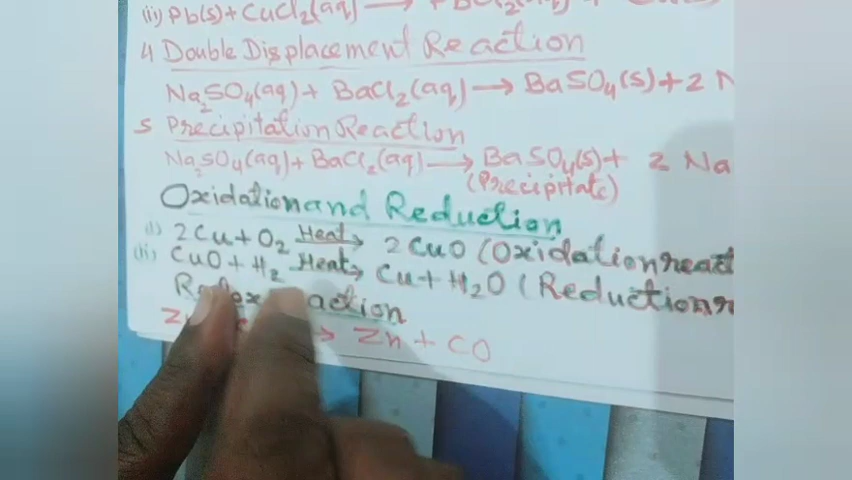 (ii) Pb(s) + CuCl₂(aq) →
4 Double Displacement Reaction
Na₂SO₄(aq) + BaCl₂(aq) → BaSO₄(s) + 2 N
5 Precipitation Reaction
Na₂SO₄(aq) + BaCl₂(aq) → BaSO₄(s) + 2 Na
(Precipitate)
Oxidation and Reduction
(i) 2Cu + O₂ Heat→ 2CuO (Oxidation react
(ii) CuO + H₂ Heat→ Cu + H₂O (Reduction r
→ Zn + CO